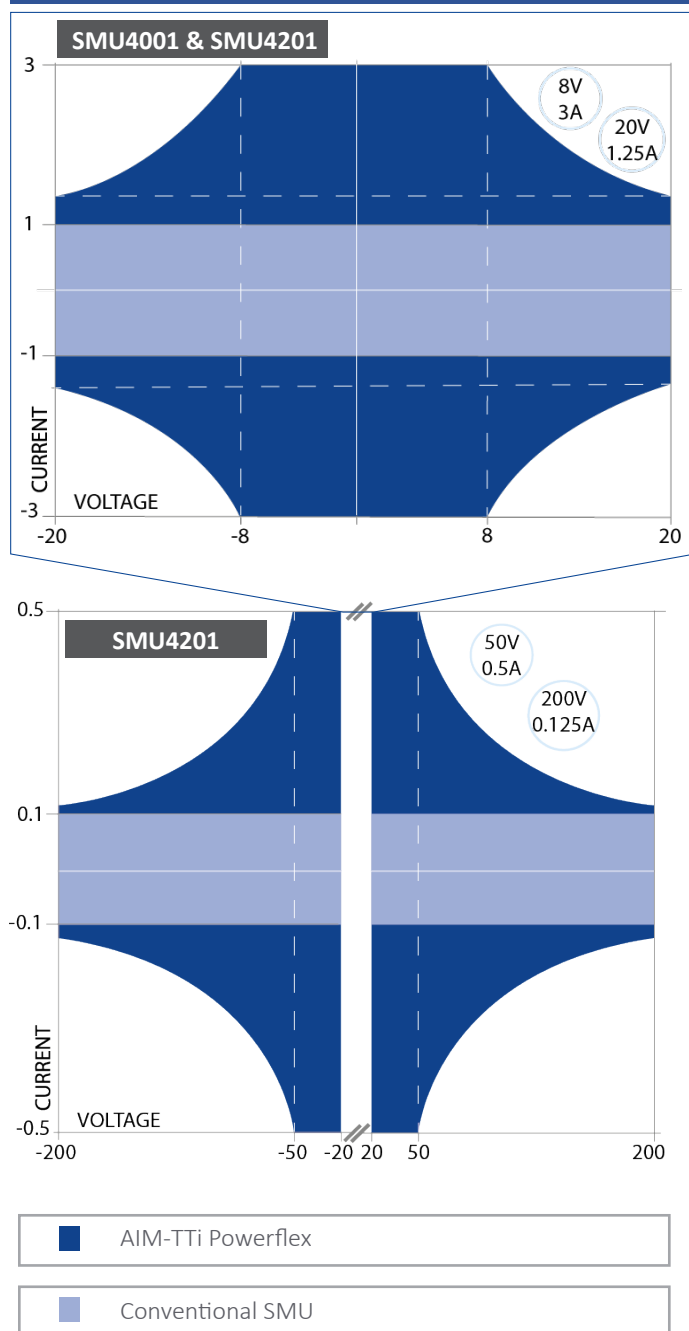 SMU4001 & SMU4201
3
8V
3A
20V
1.25A
1
-1
CURRENT
VOLTAGE
-3
-20
-8
8
20
0.5
SMU4201
50V
0.5A
200V
0.125A
0.1
-0.1
CURRENT
VOLTAGE
-0.5
-200
-50
-20
20
50
200
AIM-TTi Powerflex
Conventional SMU